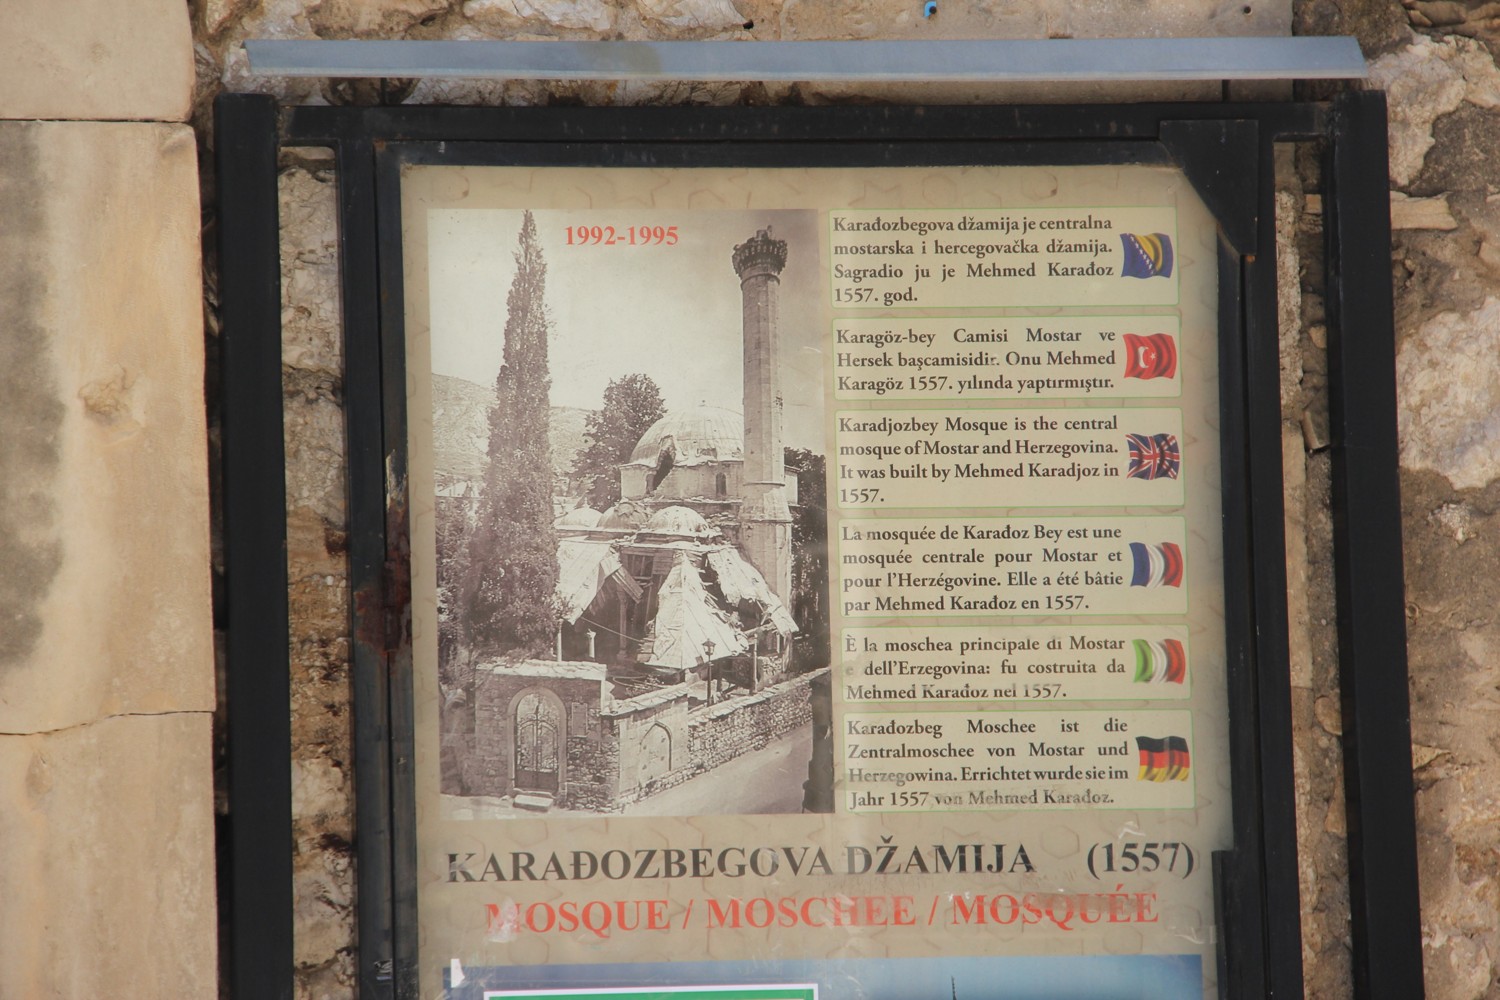 1992-1995
Karađozbegova džamija je centralna
mostarska i hercegovačka džamija.
Sagradio ju je Mehmed Karađoz
1557. god.
Karagöz-bey Camisi Mostar ve
Hersek başcamisidir. Onu Mehmed
Karagöz 1557. yılında yaptırmıştır.
Karadjozbey Mosque is the central
mosque of Mostar and Herzegovina.
It was built by Mehmed Karadjoz in
1557.
La mosquée de Karađoz Bey est une
mosquée centrale pour Mostar et
pour l'Herzégovine. Elle a été bâtie
par Mehmed Karađoz en 1557.
È la moschea principale di Mostar
e dell'Erzegovina: fu costruita da
Mehmed Karađoz nel 1557.
Karađozbeg Moschee ist die
Zentralmoschee von Mostar und
Herzegowina. Errichtet wurde sie im
Jahr 1557 von Mehmed Karađoz.
KARAĐOZBEGOVA DŽAMIJA (1557)
MOSQUE / MOSCHEE / MOSQUÉE